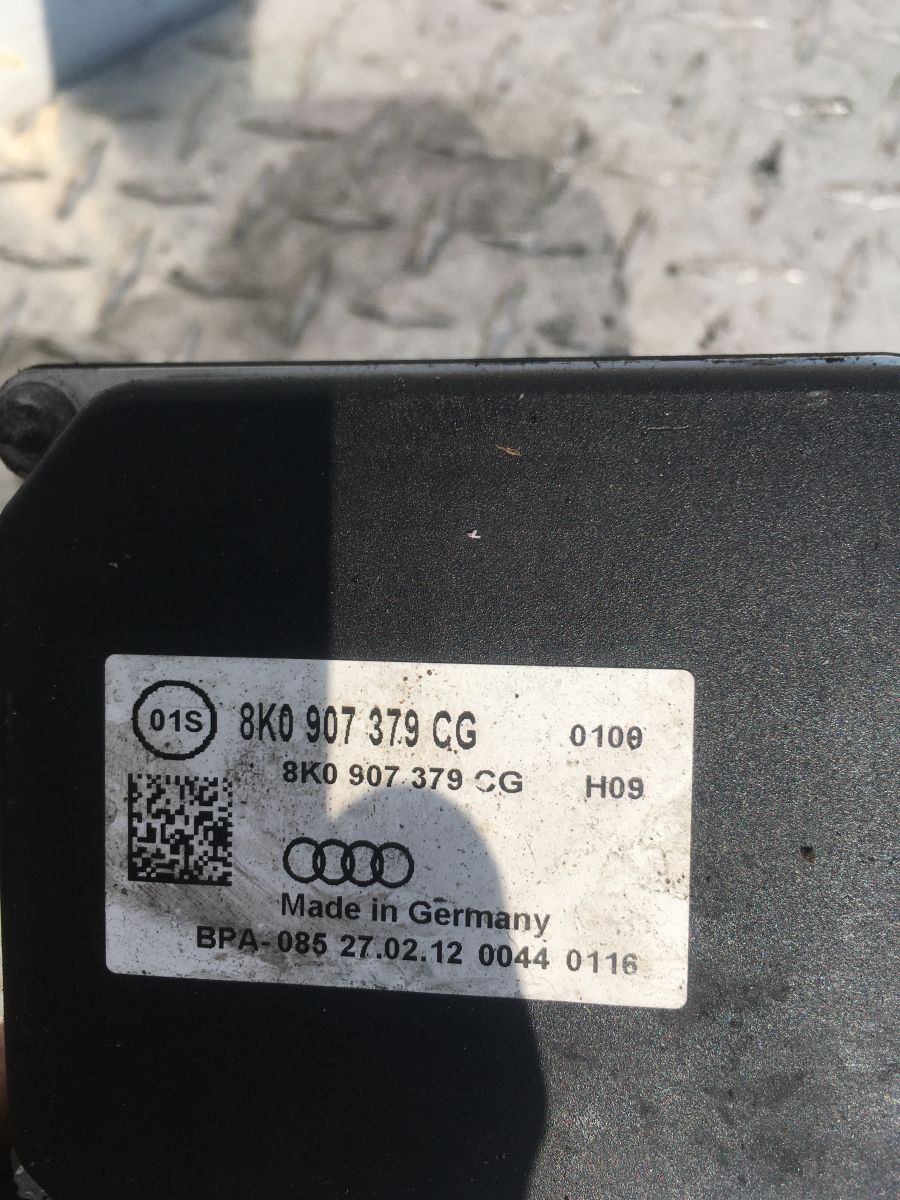 01S 8K0 907 379 CG 0100
8K0 907 379 CG H09
Made in Germany
BPA-085 27.02.12 0044 0116